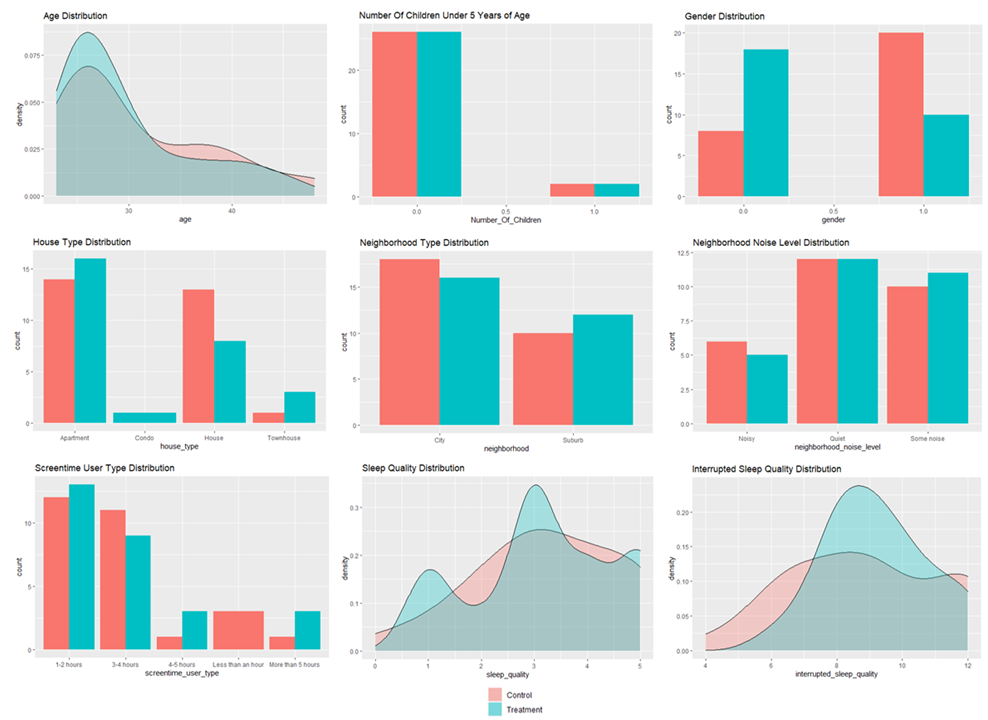 Age Distribution
density
0.075
0.050
0.025
0.000
30
40
age
Number Of Children Under 5 Years of Age
count
20
10
0
0.0
0.5
1.0
Number_Of_Children
Gender Distribution
count
20
15
10
5
0
0.0
0.5
1.0
gender
House Type Distribution
count
15
10
5
0
Apartment
Condo
House
Townhouse
house_type
Neighborhood Type Distribution
count
15
10
5
0
City
Suburb
neighborhood
Neighborhood Noise Level Distribution
count
12.5
10.0
7.5
5.0
2.5
0.0
Noisy
Quiet
Some noise
neighborhood_noise_level
Screentime User Type Distribution
count
10
5
0
1-2 hours
3-4 hours
4-5 hours
Less than an hour
More than 5 hours
screentime_user_type
Sleep Quality Distribution
density
0.3
0.2
0.1
0.0
0
1
2
3
4
5
sleep_quality
Interrupted Sleep Quality Distribution
density
0.20
0.15
0.10
0.05
0.00
4
6
8
10
12
interrupted_sleep_quality
Control
Treatment